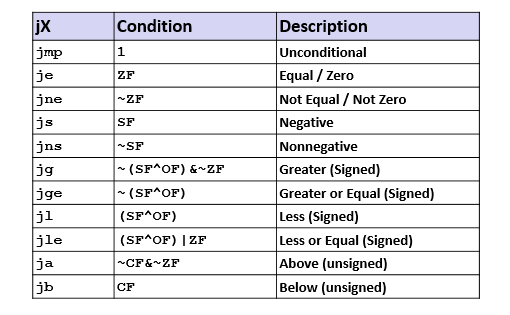 jX Condition Description
jmp 1 Unconditional
je ZF Equal / Zero
jne ~ZF Not Equal / Not Zero
js SF Negative
jns ~SF Nonnegative
jg ~(SF^OF)&~ZF Greater (Signed)
jge ~(SF^OF) Greater or Equal (Signed)
jl (SF^OF) Less (Signed)
jle (SF^OF)|ZF Less or Equal (Signed)
ja ~CF&~ZF Above (unsigned)
jb CF Below (unsigned)